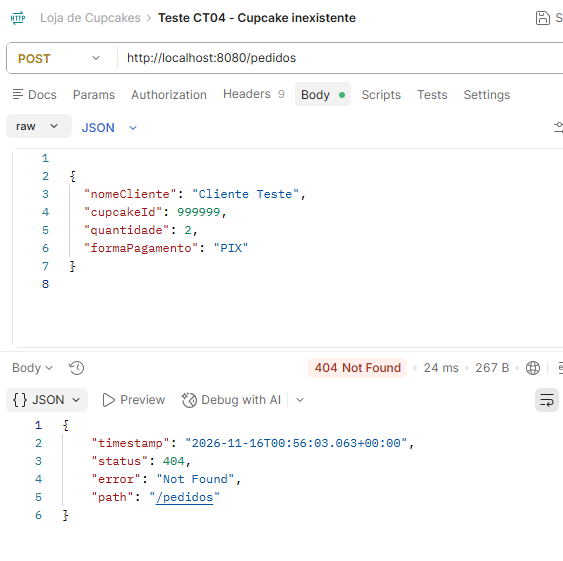 HTTP Loja de Cupcakes > Teste CT04 - Cupcake inexistente S
POST http://localhost:8080/pedidos
Docs Params Authorization Headers 9 Body Scripts Tests Settings
raw JSON
1
2 {
3 "nomeCliente": "Cliente Teste",
4 "cupcakeId": 999999,
5 "quantidade": 2,
6 "formaPagamento": "PIX"
7 }
8
Body 404 Not Found • 24 ms • 267 B
{} JSON Preview Debug with AI
1 {
2 "timestamp": "2026-11-16T00:56:03.063+00:00",
3 "status": 404,
4 "error": "Not Found",
5 "path": "/pedidos"
6 }